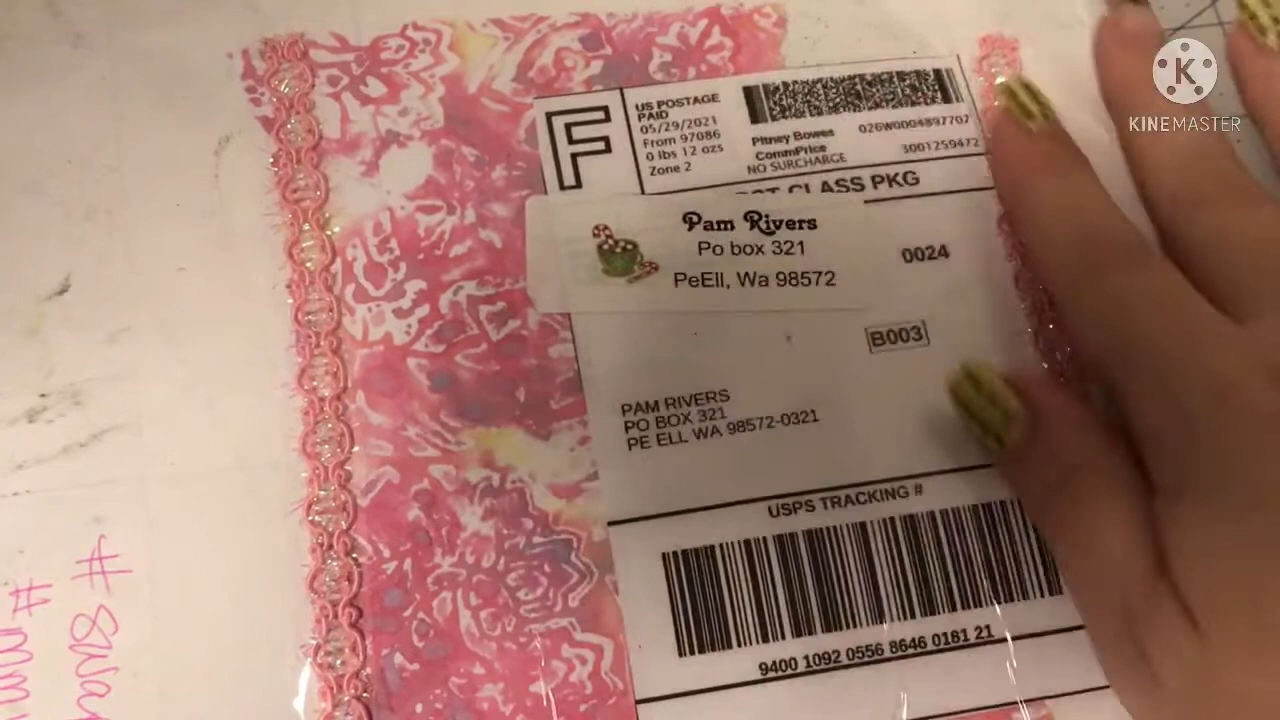 F
US POSTAGE
PAID
05/29/2021
From 97086
0 lbs 12 ozs
Zone 2
Pitney Bowes
CommPrice
NO SURCHARGE
026W0004897707
3001259472
CLASS PKG
Pam Rivers
Po box 321
PeEll, Wa 98572
0024
B003
PAM RIVERS
PO BOX 321
PE ELL WA 98572-0321
USPS TRACKING #
9400 1092 0556 8646 0181 21
K
KINEMASTER